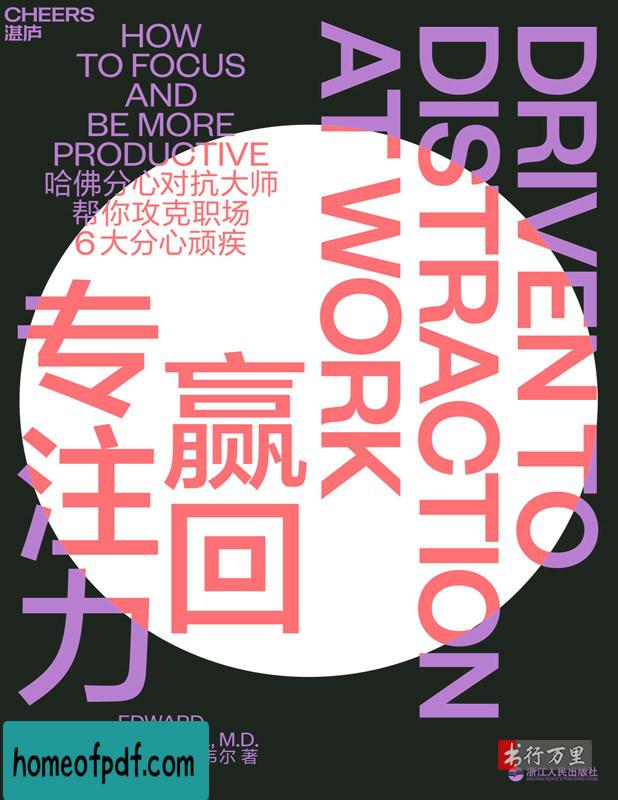 CHEERS
湛庐
HOW
TO FOCUS
AND
BE MORE
PRODUCTIVE
哈佛分心对抗大师
帮你攻克职场
6大分心顽疾
DRIVEN TO
DISTRACTION
AT WORK
赢回
专注力
EDWARD
M.D.
韦尔 著
homeofpdf.com
书行万里
浙江人民出版社